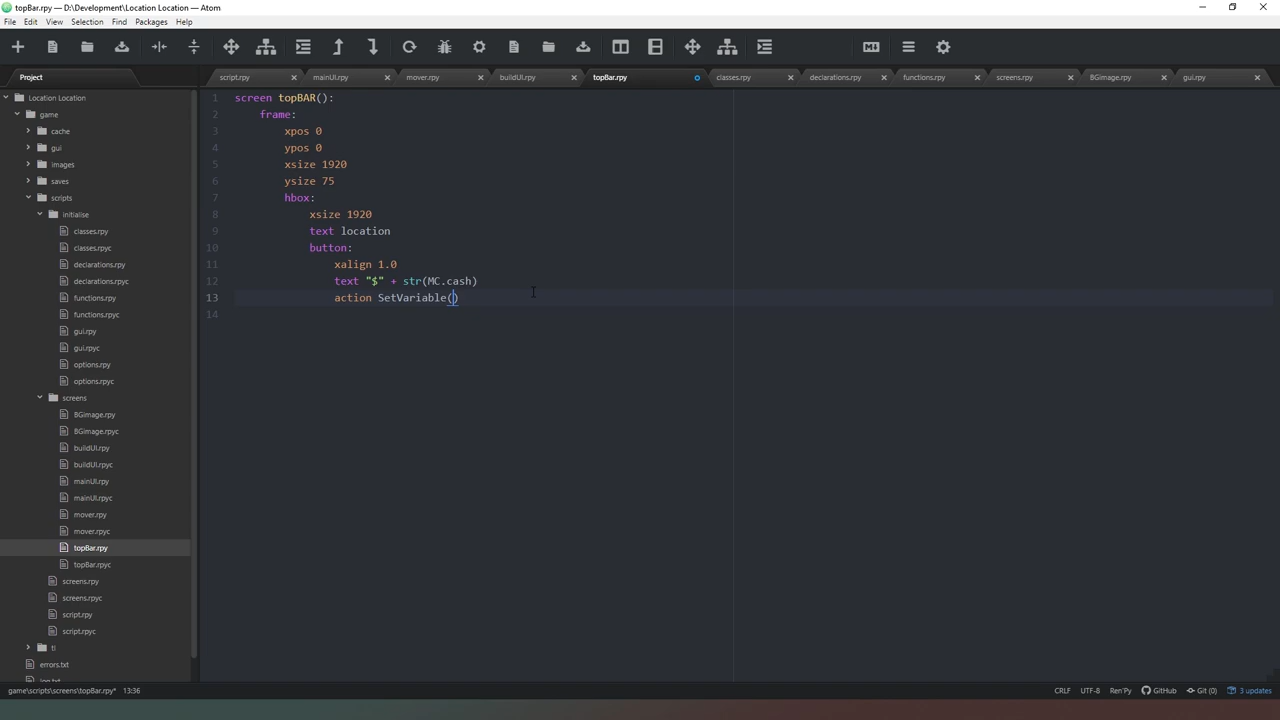 topBar.rpy — D:\Development\Location Location — Atom
File Edit View Selection Find Packages Help
Project
script.rpy mainUI.rpy mover.rpy buildUI.rpy topBar.rpy classes.rpy declarations.rpy functions.rpy screens.rpy BGimage.rpy gui.rpy
Location Location
game
cache
gui
images
saves
scripts
initialise
classes.rpy
classes.rpyc
declarations.rpy
declarations.rpyc
functions.rpy
functions.rpyc
gui.rpy
gui.rpyc
options.rpy
options.rpyc
screens
BGimage.rpy
BGimage.rpyc
buildUI.rpy
buildUI.rpyc
mainUI.rpy
mainUI.rpyc
mover.rpy
mover.rpyc
topBar.rpy
topBar.rpyc
screens.rpy
screens.rpyc
script.rpy
script.rpyc
tl
errors.txt
log.txt
1 screen topBAR():
2 frame:
3 xpos 0
4 ypos 0
5 xsize 1920
6 ysize 75
7 hbox:
8 xsize 1920
9 text location
10 button:
11 xalign 1.0
12 text "$" + str(MC.cash)
13 action SetVariable()
14
game\scripts\screens\topBar.rpy* 13:36
CRLF UTF-8 Ren'Py GitHub Git (0) 3 updates